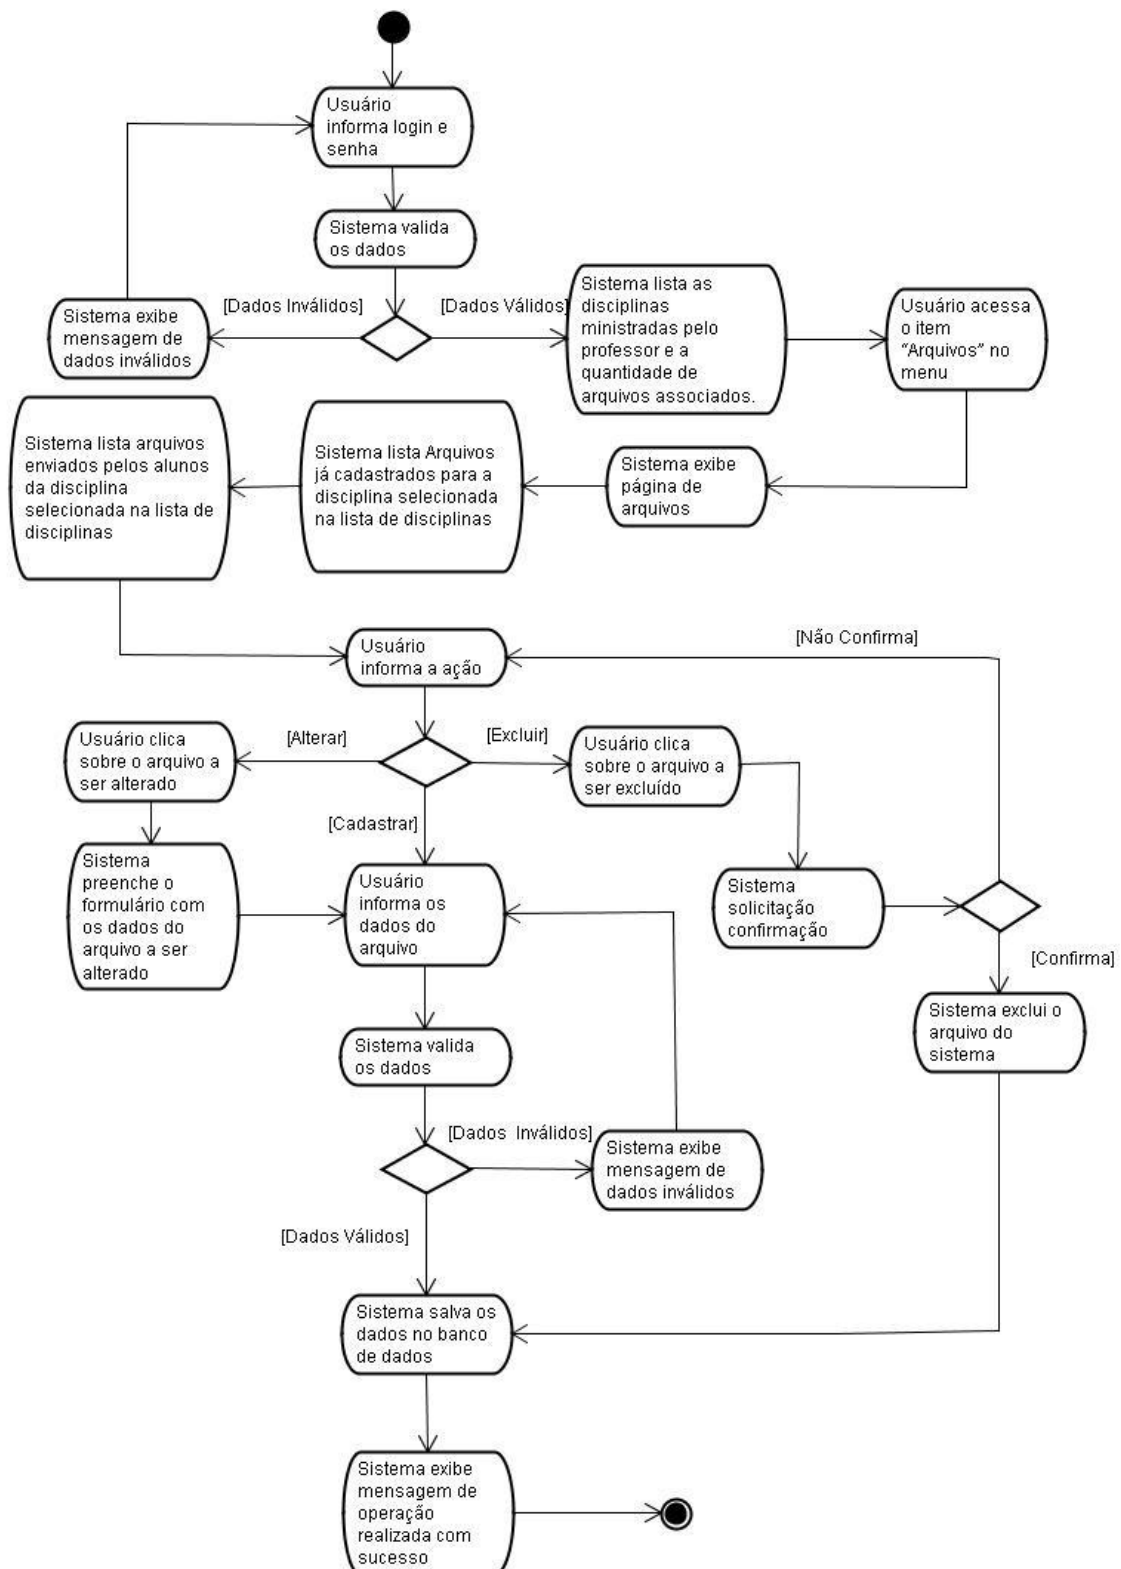 Usuário
informa login e
senha
Sistema valida
os dados
[Dados Inválidos]
[Dados Válidos]
Sistema exibe
mensagem de
dados inválidos
Sistema lista as
disciplinas
ministradas pelo
professor e a
quantidade de
arquivos associados.
Usuário acessa
o item
“Arquivos” no
menu
Sistema exibe
página de
arquivos
Sistema lista Arquivos
já cadastrados para a
disciplina selecionada
na lista de disciplinas
Sistema lista arquivos
enviados pelos alunos
da disciplina
selecionada na lista de
disciplinas
Usuário
informa a ação
[Não Confirma]
[Alterar]
[Excluir]
[Cadastrar]
Usuário clica
sobre o arquivo a
ser alterado
Usuário clica
sobre o arquivo a
ser excluído
Sistema
preenche o
formulário com
os dados do
arquivo a ser
alterado
Usuário
informa os
dados do
arquivo
Sistema
solicitação
confirmação
[Confirma]
Sistema exclui o
arquivo do
sistema
Sistema valida
os dados
[Dados  Inválidos]
Sistema exibe
mensagem de
dados inválidos
[Dados Válidos]
Sistema salva os
dados no banco
de dados
Sistema exibe
mensagem de
operação
realizada com
sucesso